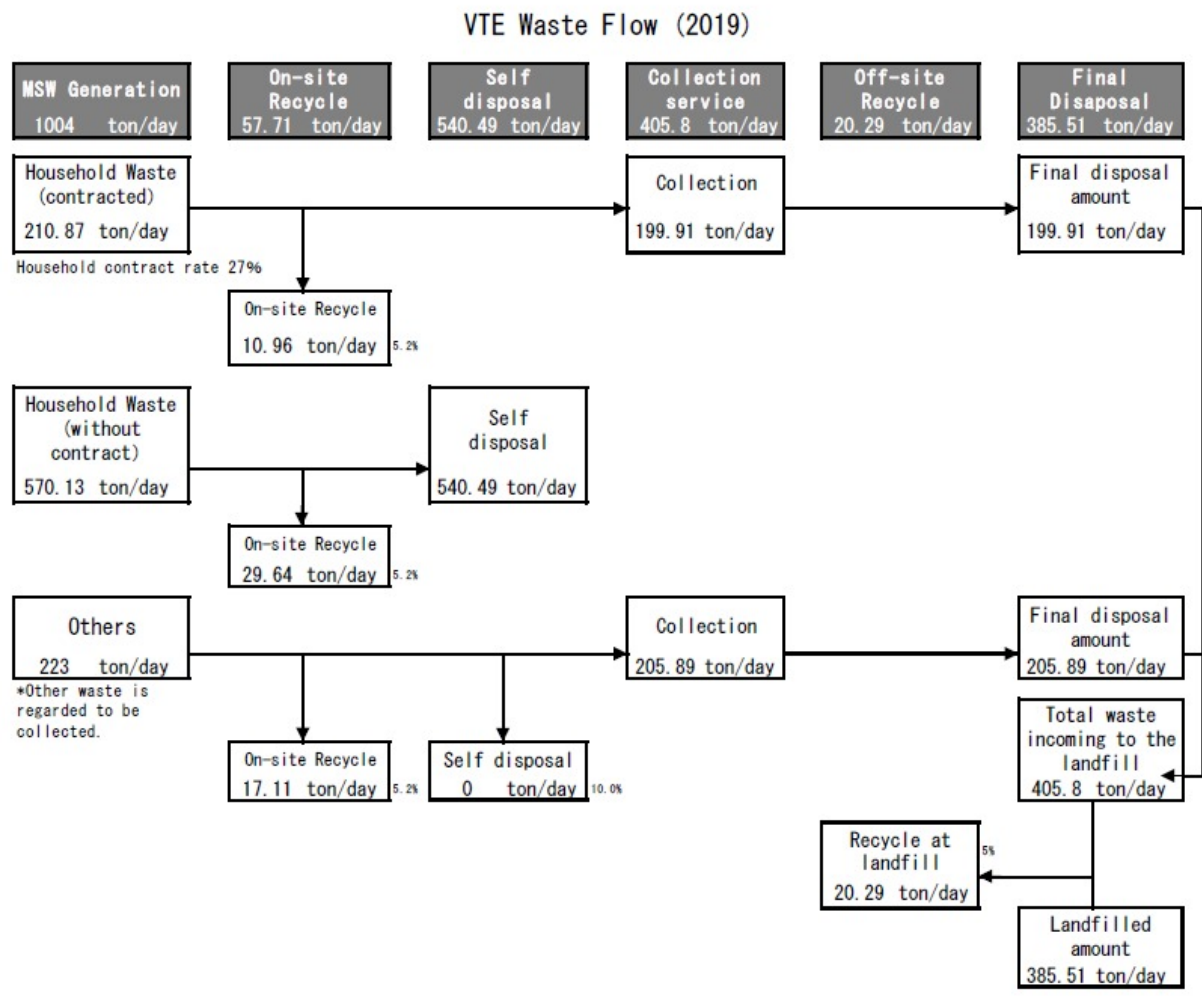 VTE Waste Flow (2019)
MSW Generation
1004 ton/day
On-site
Recycle
57.71 ton/day
Self
disposal
540.49 ton/day
Collection
service
405.8 ton/day
Off-site
Recycle
20.29 ton/day
Final
Disaposal
385.51 ton/day
Household Waste
(contracted)
210.87 ton/day
Household contract rate 27%
Collection
199.91 ton/day
Final disposal
amount
199.91 ton/day
On-site Recycle
10.96 ton/day
5.2%
Household Waste
(without
contract)
570.13 ton/day
Self
disposal
540.49 ton/day
On-site Recycle
29.64 ton/day
5.2%
Others
223 ton/day
*Other waste is
regarded to be
collected.
Collection
205.89 ton/day
Final disposal
amount
205.89 ton/day
On-site Recycle
17.11 ton/day
5.2%
Self disposal
0 ton/day
10.0%
Total waste
incoming to the
landfill
405.8 ton/day
Recycle at
landfill
20.29 ton/day
5%
Landfilled
amount
385.51 ton/day